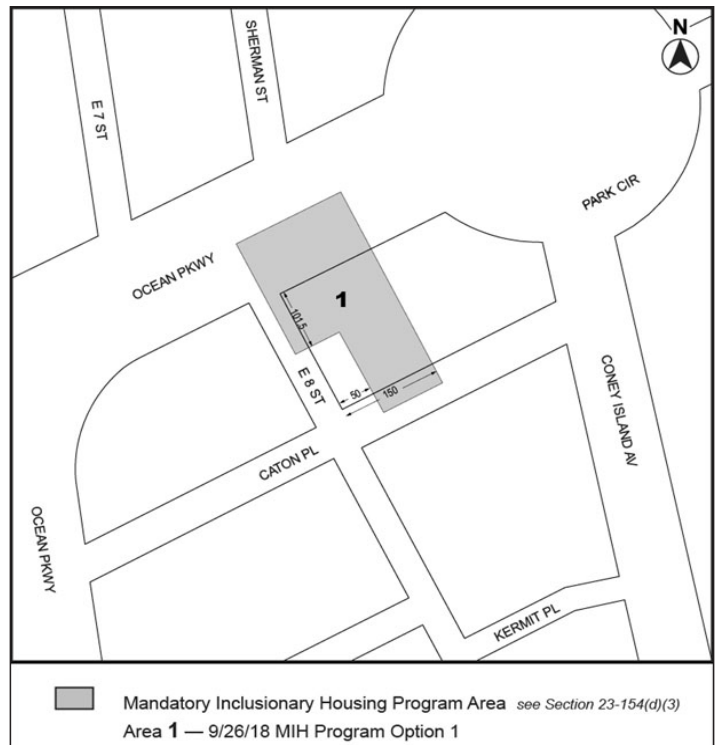 N
SHERMAN ST
E 7 ST
PARK CIR
OCEAN PKWY
1
101.5
E 8 ST
50
150
CONEY ISLAND AV
CATON PL
OCEAN PKWY
KERMIT PL
Mandatory Inclusionary Housing Program Area see Section 23-154(d)(3)
Area 1 — 9/26/18 MIH Program Option 1